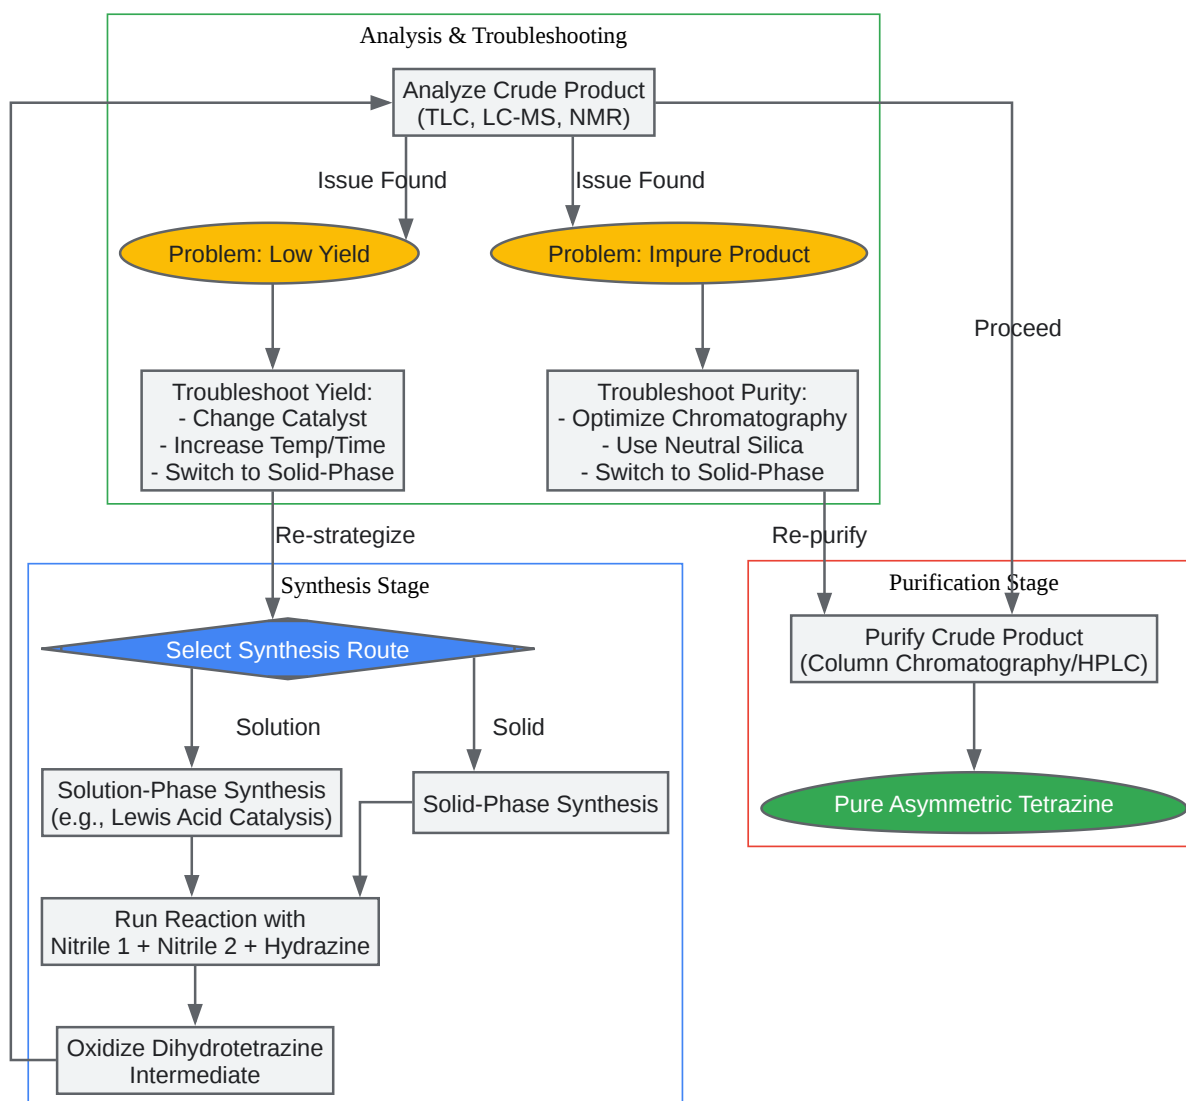 Analysis & Troubleshooting
Analyze Crude Product
(TLC, LC-MS, NMR)
Issue Found
Issue Found
Problem: Low Yield
Problem: Impure Product
Proceed
Troubleshoot Yield:
- Change Catalyst
- Increase Temp/Time
- Switch to Solid-Phase
Troubleshoot Purity:
- Optimize Chromatography
- Use Neutral Silica
- Switch to Solid-Phase
Re-strategize
Re-purify
Synthesis Stage
Select Synthesis Route
Solution
Solid
Solution-Phase Synthesis
(e.g., Lewis Acid Catalysis)
Solid-Phase Synthesis
Run Reaction with
Nitrile 1 + Nitrile 2 + Hydrazine
Oxidize Dihydrotetrazine
Intermediate
Purification Stage
Purify Crude Product
(Column Chromatography/HPLC)
Pure Asymmetric Tetrazine